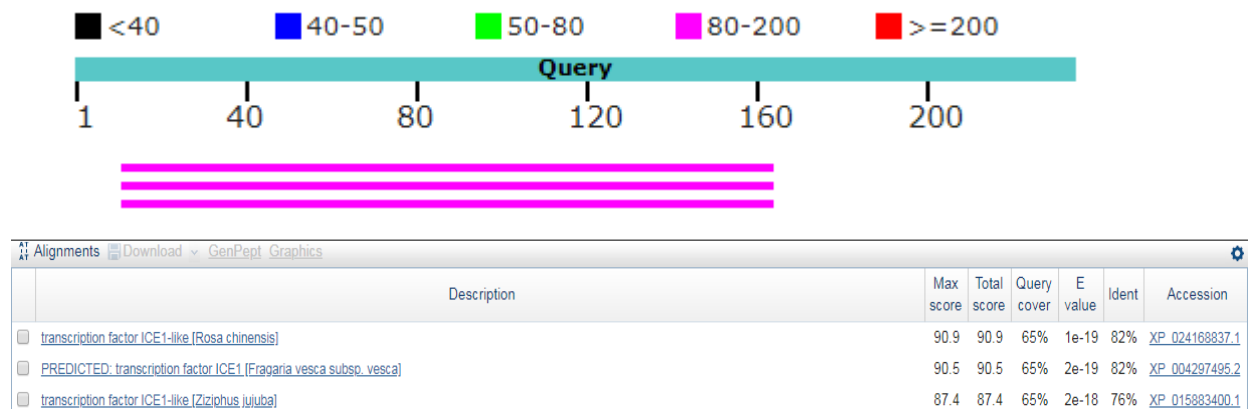 <40 40-50 50-80 80-200 >=200
Query
1 40 80 120 160 200
Alignments Download GenPept Graphics
Description Max score Total score Query cover E value Ident Accession
transcription factor ICE1-like [Rosa chinensis] 90.9 90.9 65% 1e-19 82% XP_024168837.1
PREDICTED: transcription factor ICE1 [Fragaria vesca subsp. vesca] 90.5 90.5 65% 2e-19 82% XP_004297495.2
transcription factor ICE1-like [Ziziphus jujuba] 87.4 87.4 65% 2e-18 76% XP_015883400.1